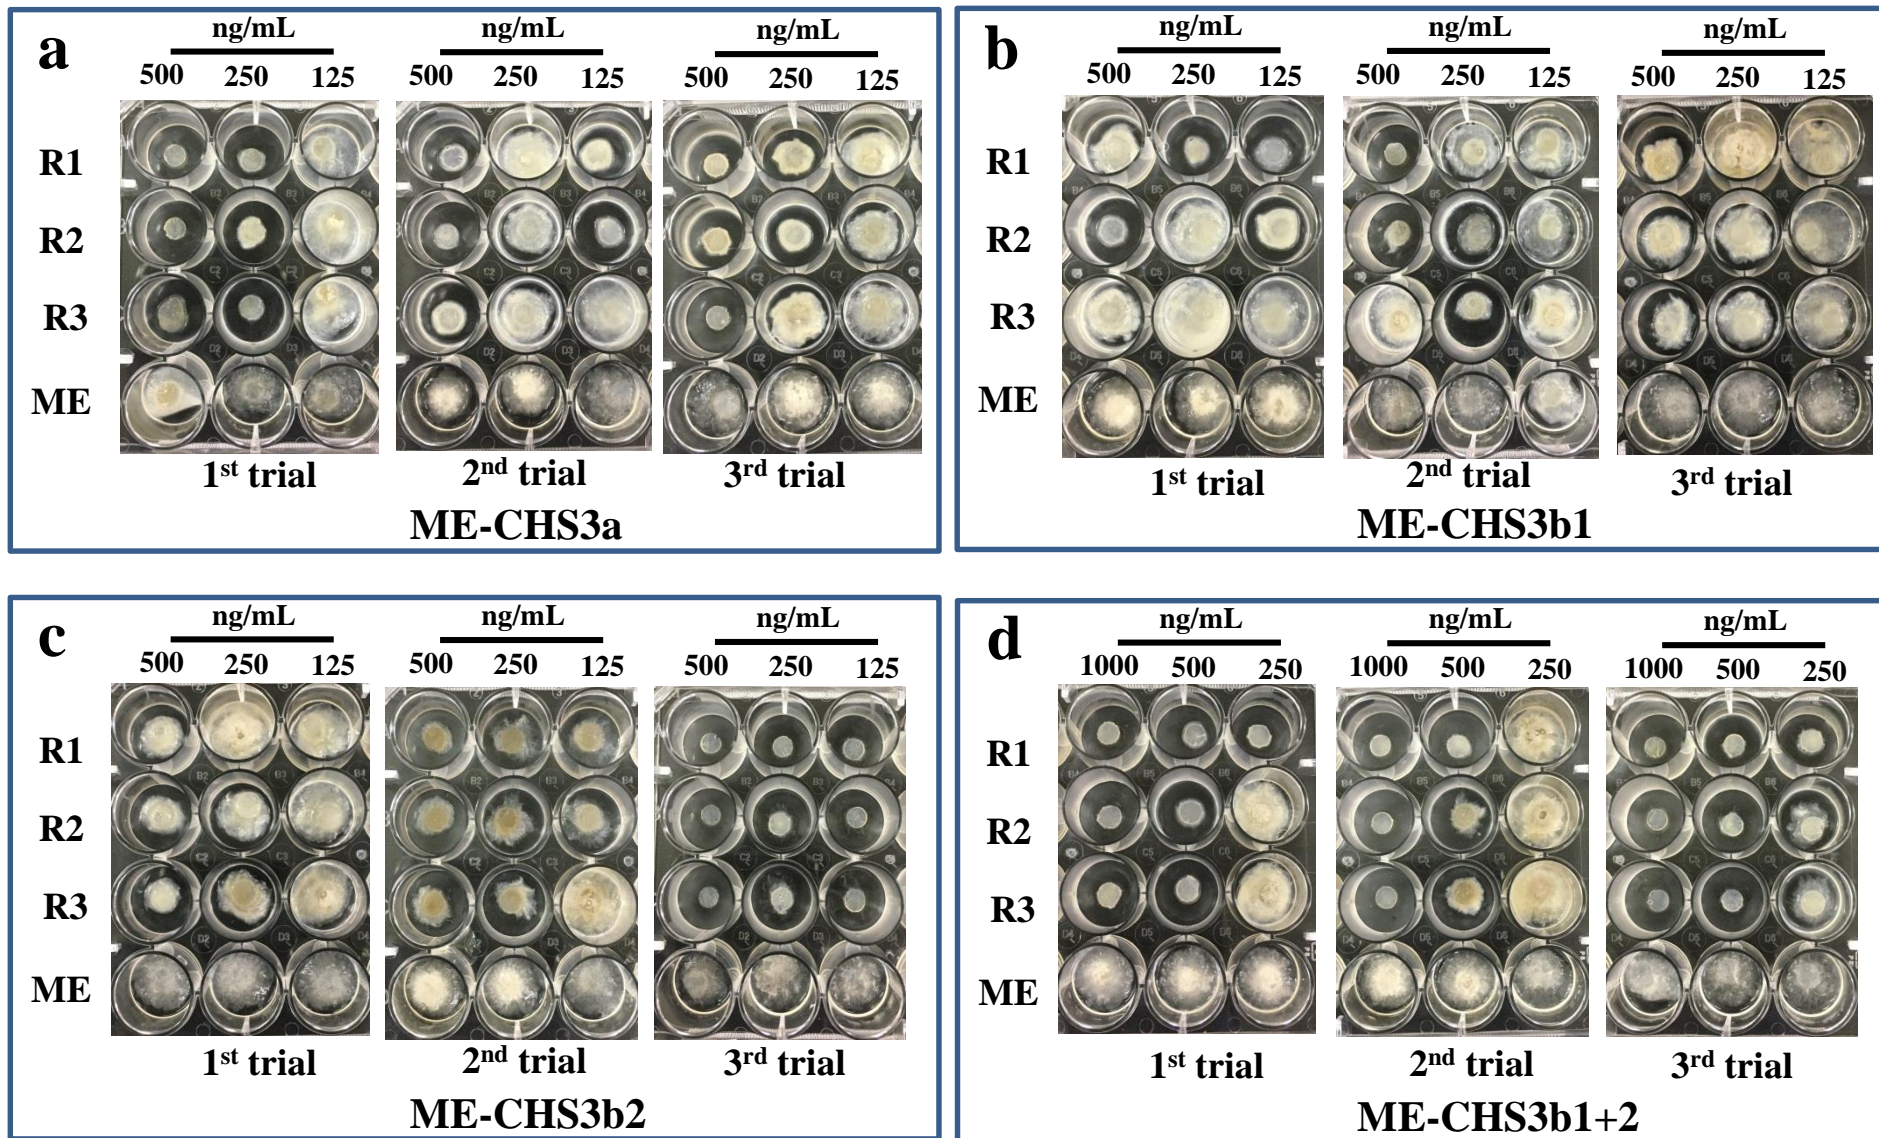 a
ng/mL ng/mL ng/mL
500 250 125 500 250 125 500 250 125
R1
R2
R3
ME
1st trial 2nd trial 3rd trial
ME-CHS3a
b
ng/mL ng/mL ng/mL
500 250 125 500 250 125 500 250 125
R1
R2
R3
ME
1st trial 2nd trial 3rd trial
ME-CHS3b1
c
ng/mL ng/mL ng/mL
500 250 125 500 250 125 500 250 125
R1
R2
R3
ME
1st trial 2nd trial 3rd trial
ME-CHS3b2
d
ng/mL ng/mL ng/mL
1000 500 250 1000 500 250 1000 500 250
R1
R2
R3
ME
1st trial 2nd trial 3rd trial
ME-CHS3b1+2